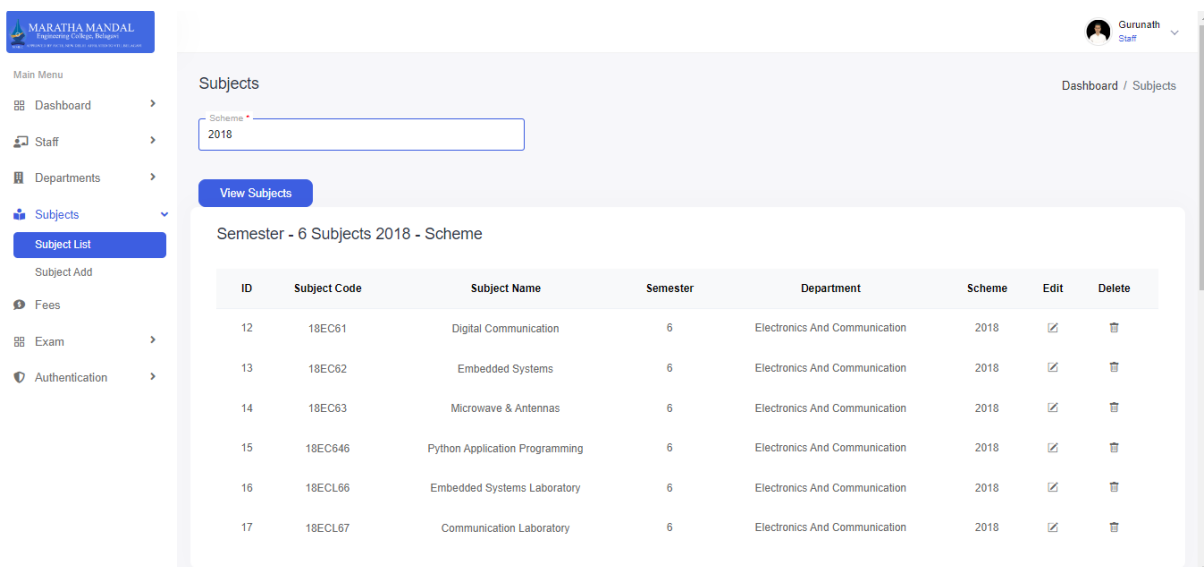 MARATHA MANDAL
Engineering College, Belagavi
Gurunath
Staff
Main Menu
Dashboard
Staff
Departments
Subjects
Subject List
Subject Add
Fees
Exam
Authentication
Subjects
Dashboard / Subjects
Scheme *
2018
View Subjects
Semester - 6 Subjects 2018 - Scheme
ID Subject Code Subject Name Semester Department Scheme Edit Delete
12 18EC61 Digital Communication 6 Electronics And Communication 2018
13 18EC62 Embedded Systems 6 Electronics And Communication 2018
14 18EC63 Microwave & Antennas 6 Electronics And Communication 2018
15 18EC646 Python Application Programming 6 Electronics And Communication 2018
16 18ECL66 Embedded Systems Laboratory 6 Electronics And Communication 2018
17 18ECL67 Communication Laboratory 6 Electronics And Communication 2018